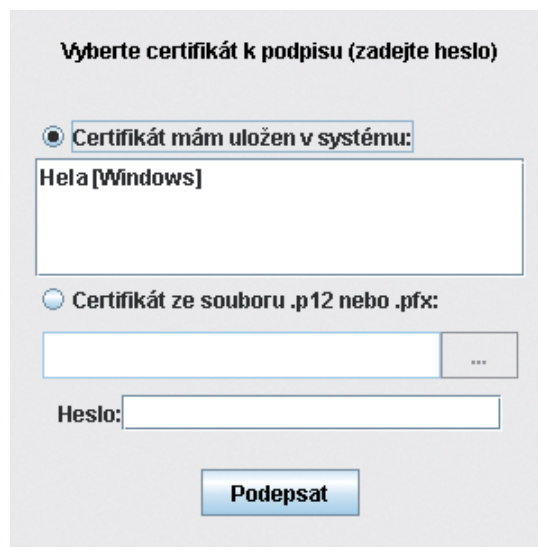 Vyberte certifikát k podpisu (zadejte heslo)
Certifikát mám uložen v systému:
Hela [Windows]
Certifikát ze souboru .p12 nebo .pfx:
...
Heslo:
Podepsat